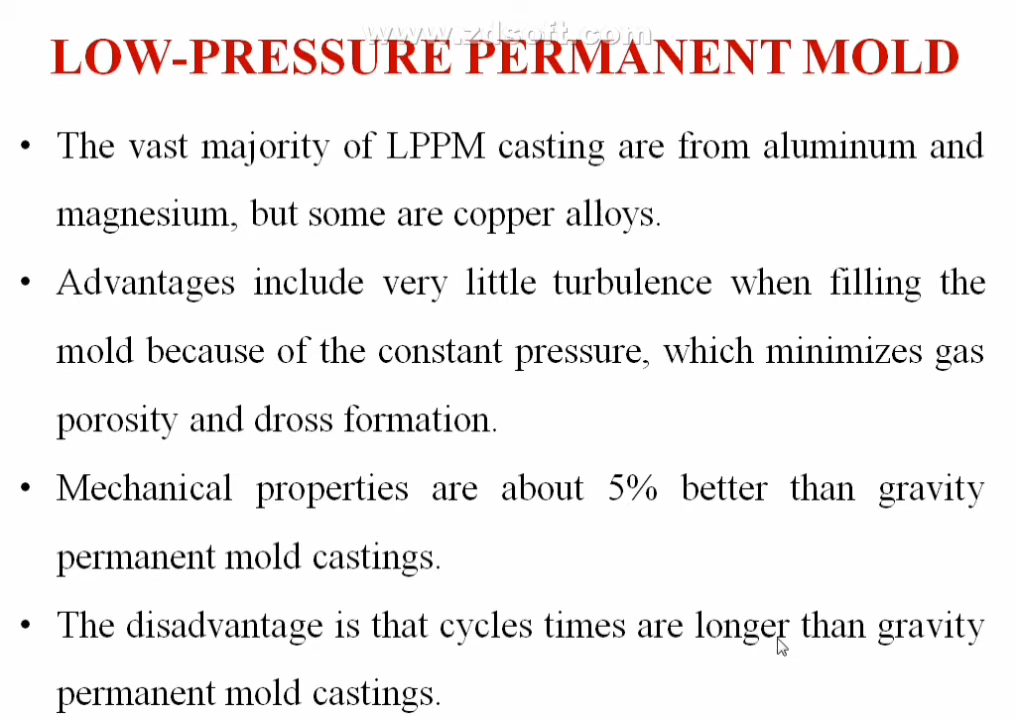 www.zdsoft.com
LOW-PRESSURE PERMANENT MOLD
• The vast majority of LPPM casting are from aluminum and
magnesium, but some are copper alloys.
• Advantages include very little turbulence when filling the
mold because of the constant pressure, which minimizes gas
porosity and dross formation.
• Mechanical properties are about 5% better than gravity
permanent mold castings.
• The disadvantage is that cycles times are longer than gravity
permanent mold castings.